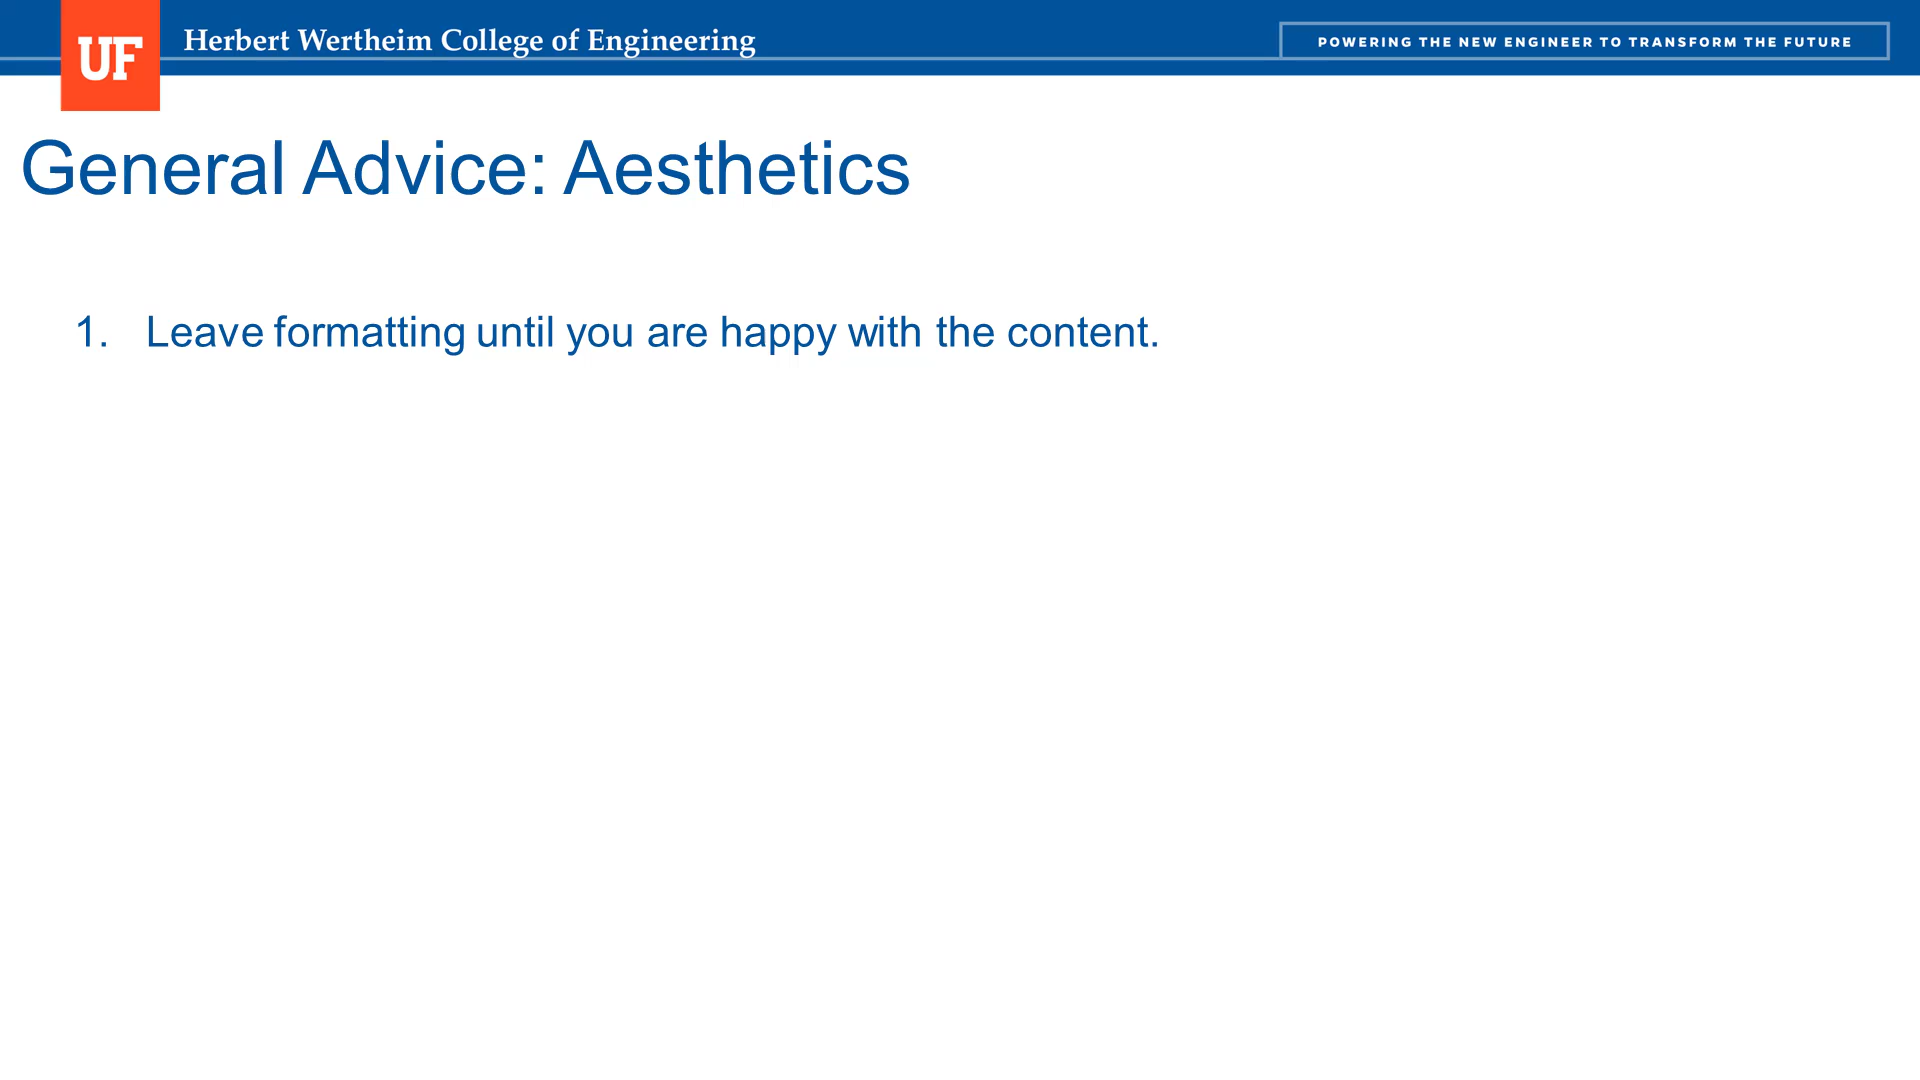 UF
Herbert Wertheim College of Engineering
POWERING THE NEW ENGINEER TO TRANSFORM THE FUTURE
General Advice: Aesthetics
1. Leave formatting until you are happy with the content.